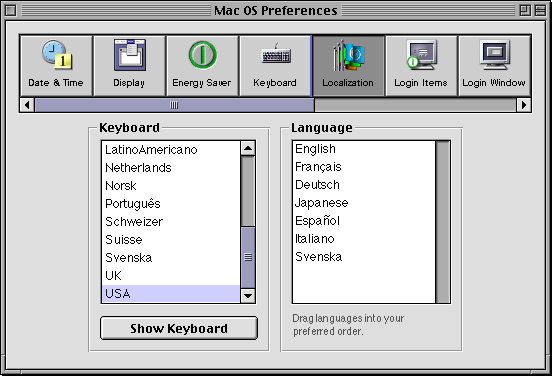 Mac OS Preferences
Date & Time
Display
Energy Saver
Keyboard
Localization
Login Items
Login Window
Keyboard
LatinoAmericano
Netherlands
Norsk
Português
Schweizer
Suisse
Svenska
UK
USA
Show Keyboard
Language
English
Français
Deutsch
Japanese
Español
Italiano
Svenska
Drag languages into your
preferred order.